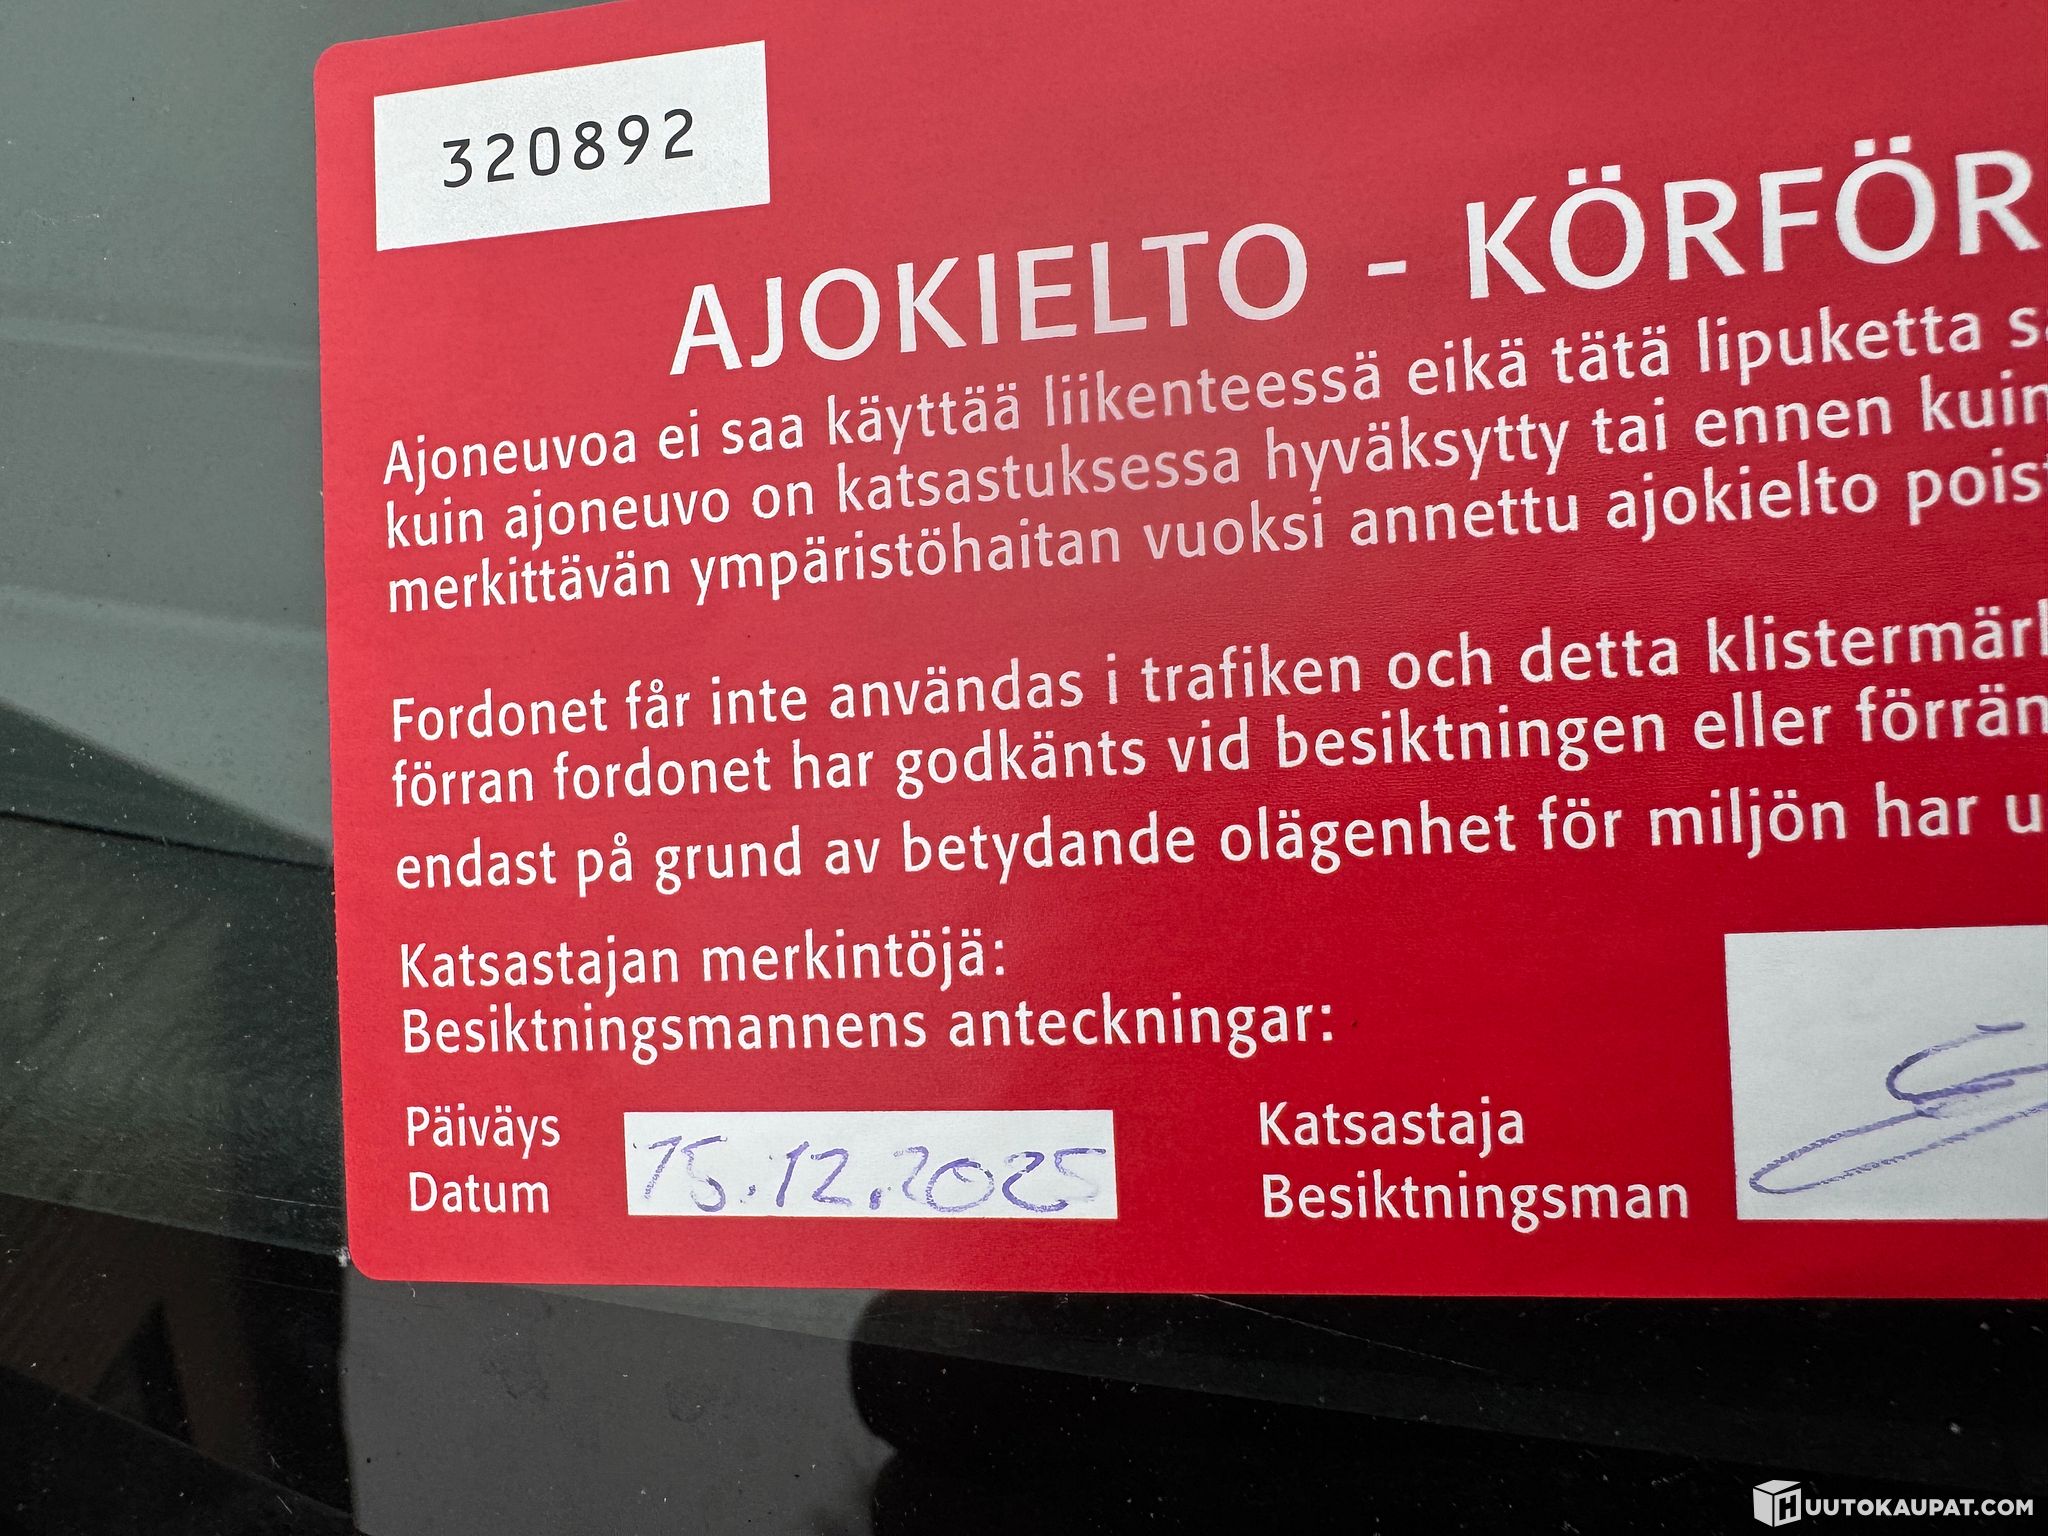 320892
AJOKIELTO - KÖRFÖR
Ajoneuvoa ei saa käyttää liikenteessä eikä tätä lipuketta
kuin ajoneuvo on katsastuksessa hyväksytty tai ennen kuin
merkittävän ympäristöhaitan vuoksi annettu ajokielto pois
Fordonet får inte användas i trafiken och detta klistermär
förran fordonet har godkänts vid besiktningen eller förrän
endast på grund av betydande olägenhet för miljön har u
Katsastajan merkintöjä:
Besiktningsmannens anteckningar:
Päiväys
Datum
15.12.2025
Katsastaja
Besiktningsman
HUUTOKAUPAT.COM